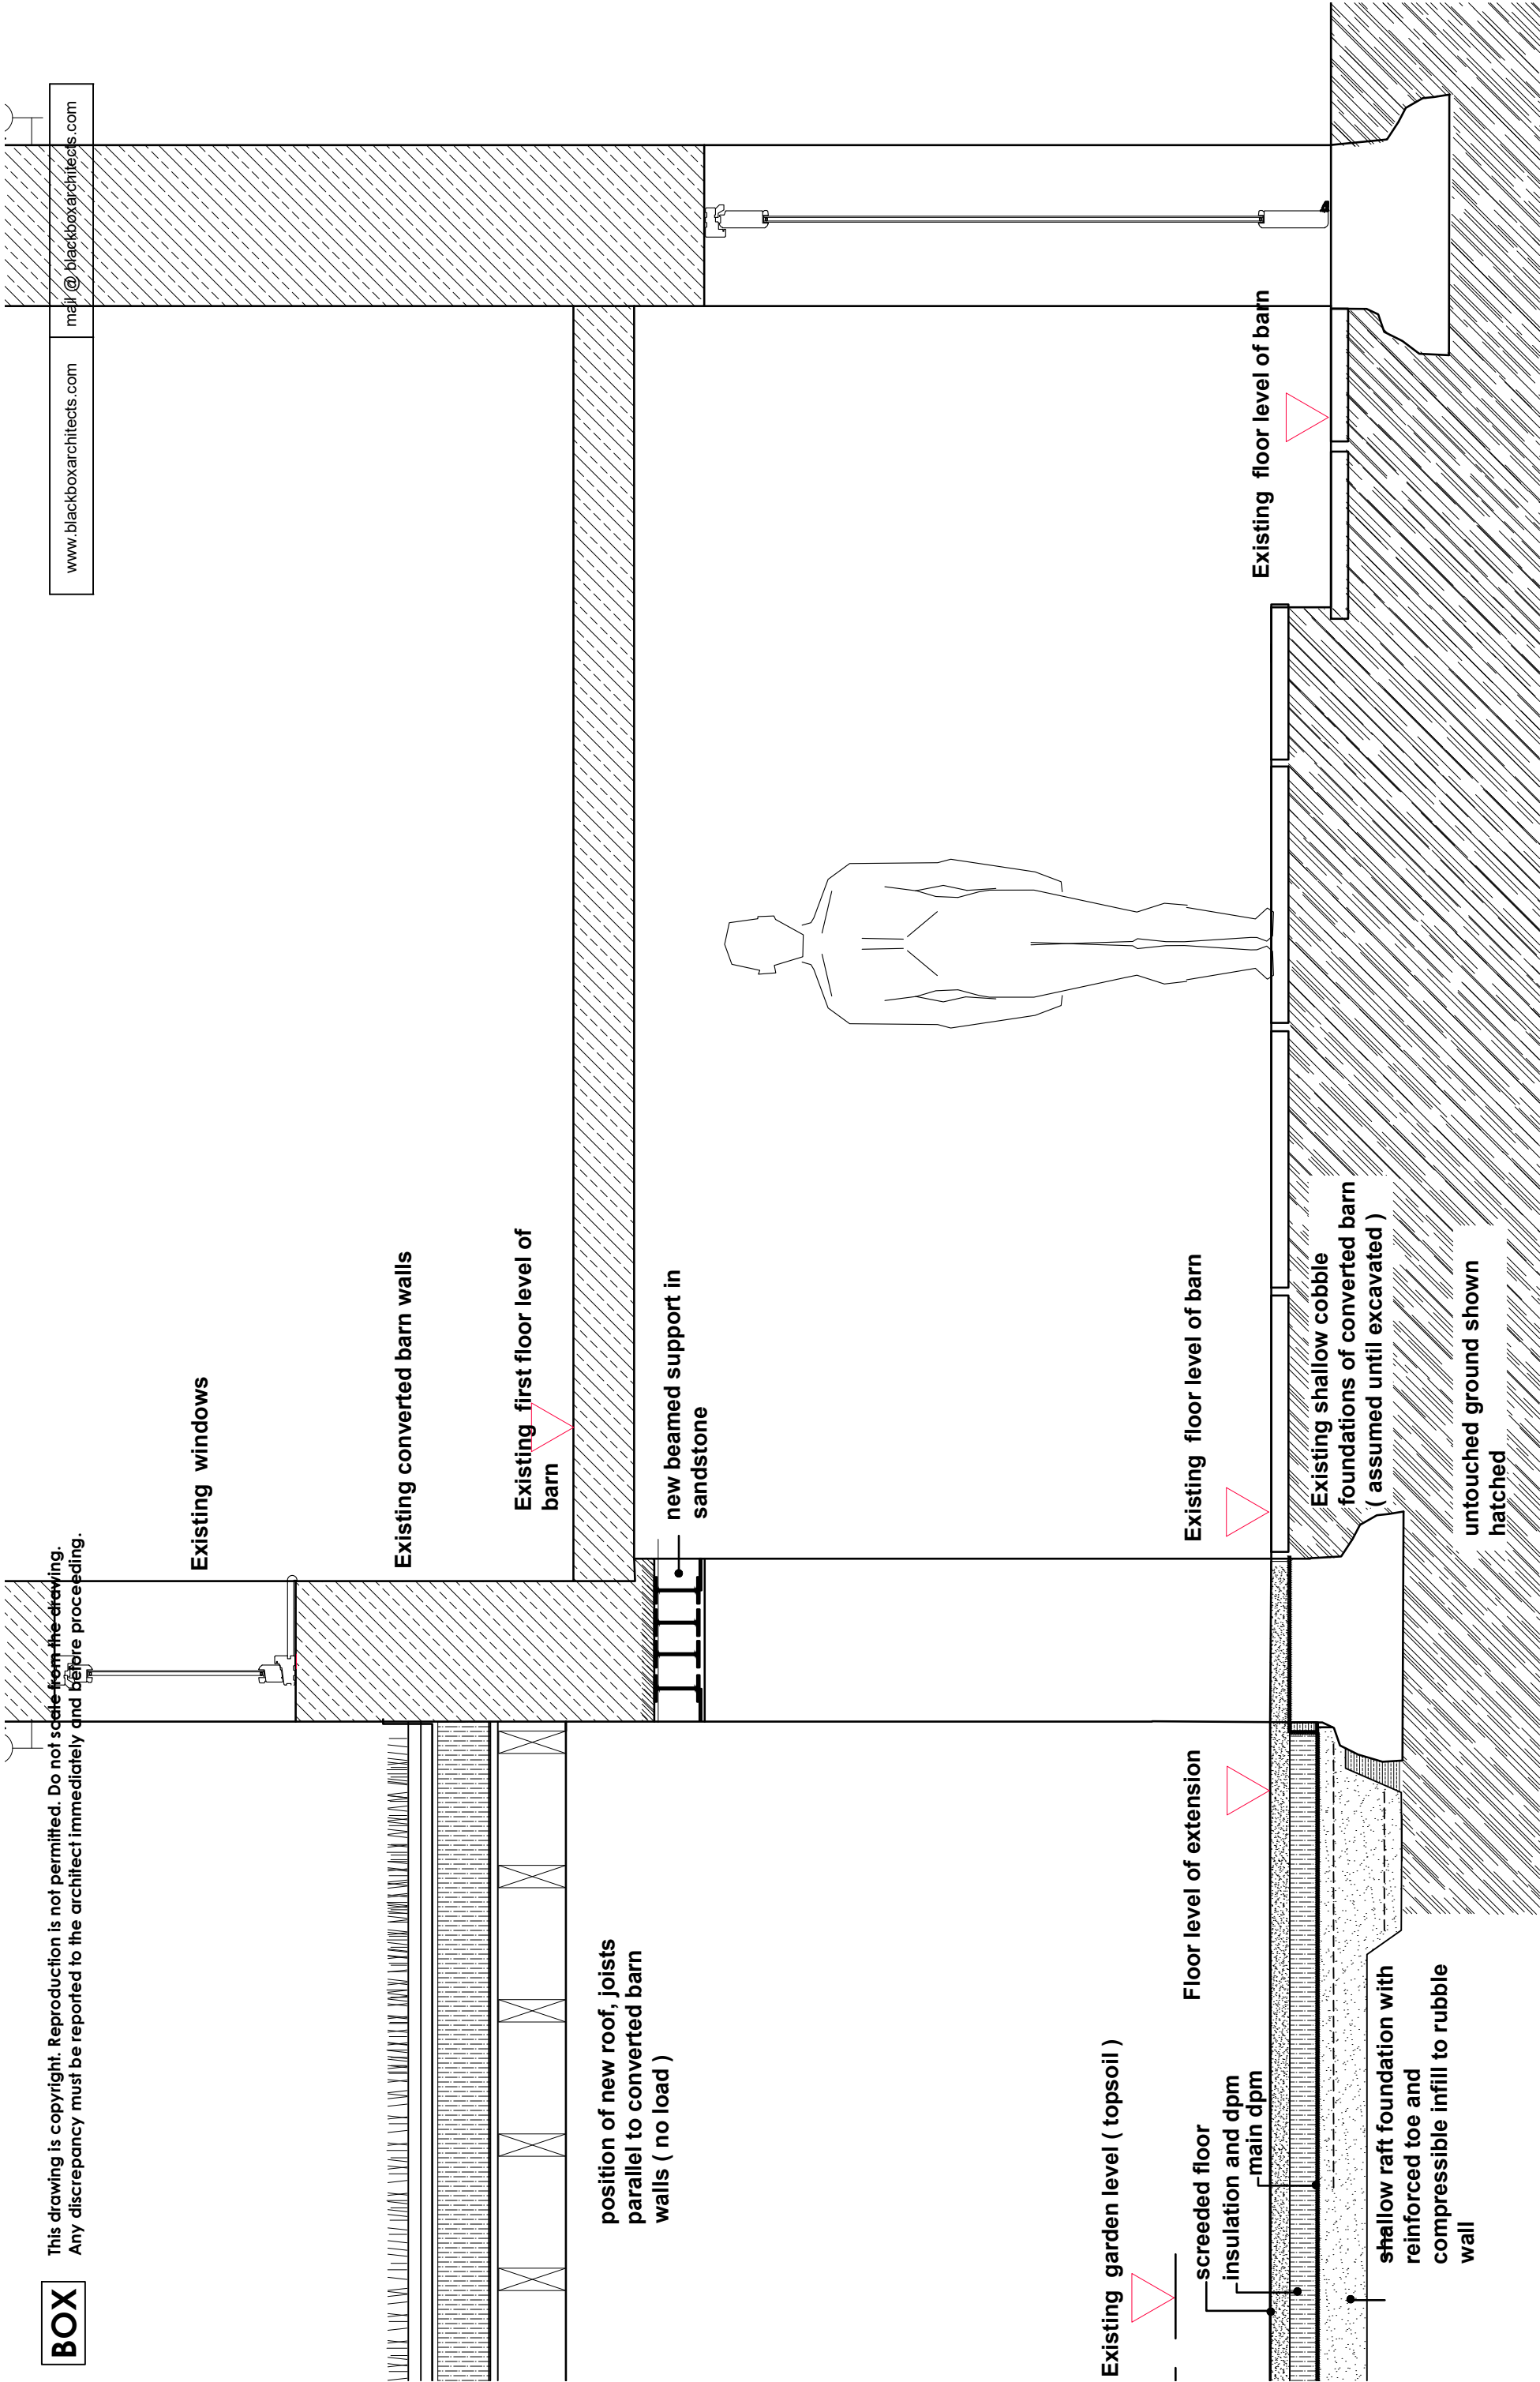 BOX
This drawing is copyright. Reproduction is not permitted. Do not scale from the drawing.
Any discrepancy must be reported to the architect immediately and before proceeding.
www.blackboxarchitects.com
mail @ blackboxarchitects.com
Existing windows
Existing converted barn walls
Existing first floor level of
barn
new beamed support in
sandstone
position of new roof, joists
parallel to converted barn
walls ( no load )
Existing garden level ( topsoil )
Floor level of extension
Existing floor level of barn
Existing floor level of barn
screeded floor
insulation and dpm
main dpm
Existing shallow cobble
foundations of converted barn
( assumed until excavated )
shallow raft foundation with
reinforced toe and
compressible infill to rubble
wall
untouched ground shown
hatched